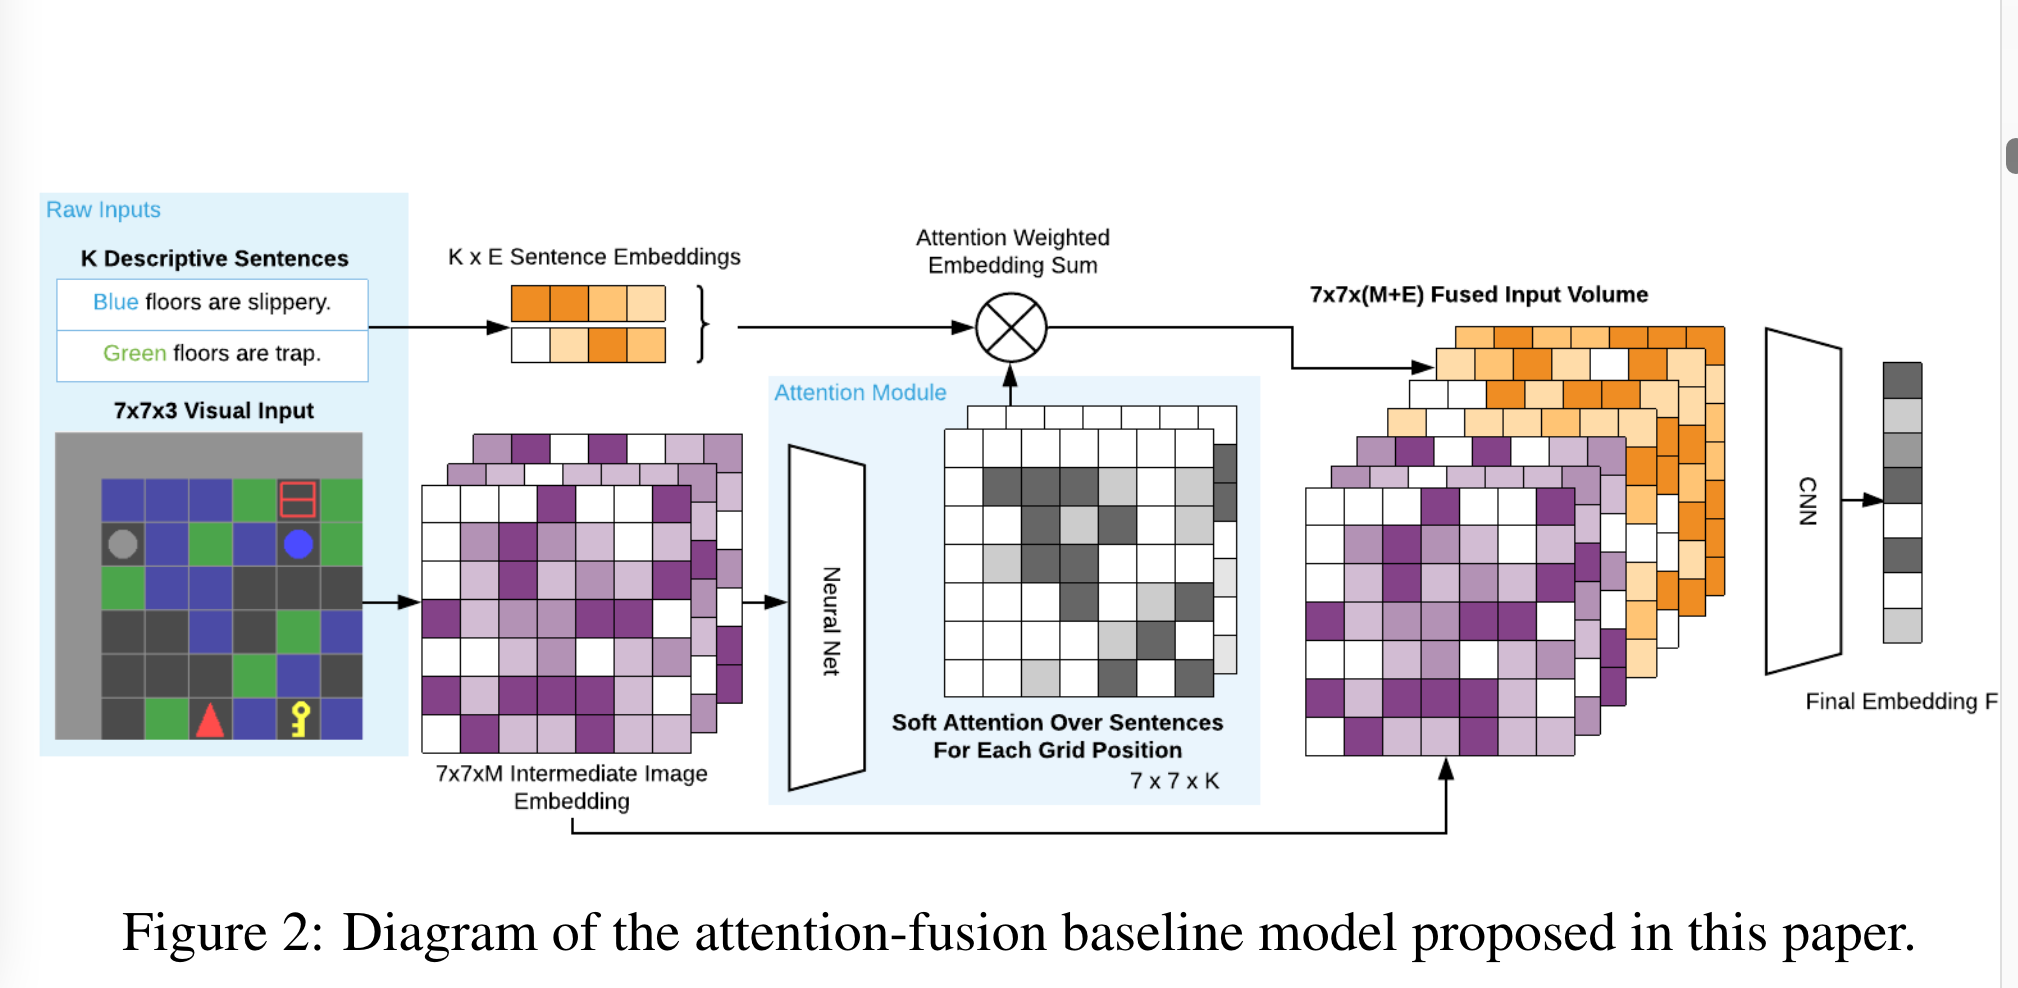 Raw Inputs
K Descriptive Sentences
Blue floors are slippery.
Green floors are trap.
7x7x3 Visual Input
K x E Sentence Embeddings
7x7xM Intermediate Image
Embedding
Attention Weighted
Embedding Sum
Attention Module
Neural Net
Soft Attention Over Sentences
For Each Grid Position
7 x 7 x K
7x7x(M+E) Fused Input Volume
CNN
Final Embedding F
Figure 2: Diagram of the attention-fusion baseline model proposed in this paper.